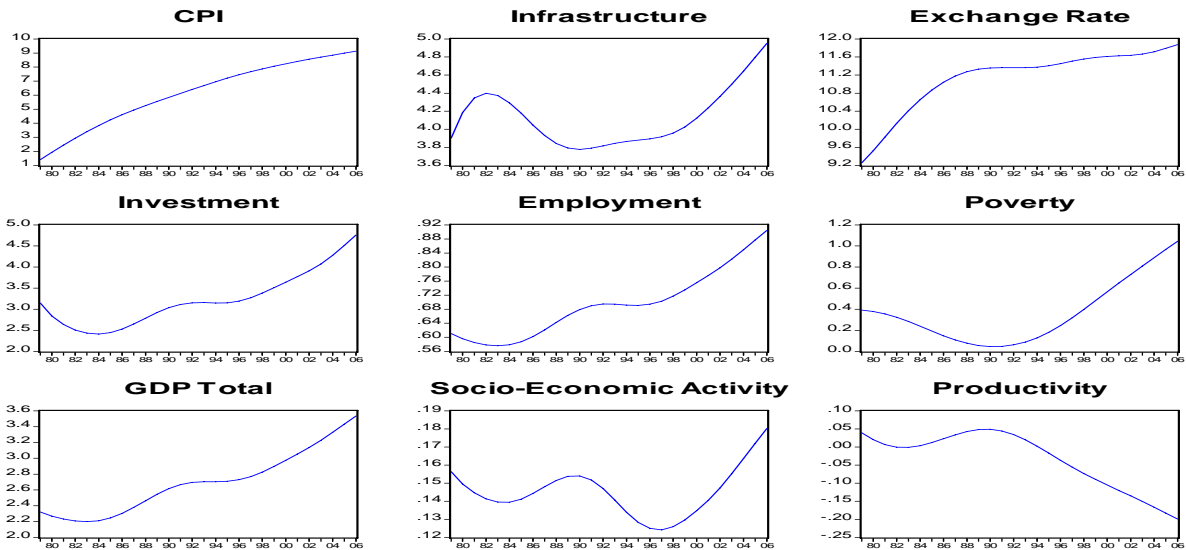 CPI Infrastructure Exchange Rate
10 5.0 12.0
9 4.8 11.6
8 4.6 11.2
7 4.4 10.8
6 4.2 10.4
5 4.0 10.0
4 3.8 9.6
3 3.6 9.2
2
1
80 82 84 86 88 90 92 94 96 98 00 02 04 06 80 82 84 86 88 90 92 94 96 98 00 02 04 06 80 82 84 86 88 90 92 94 96 98 00 02 04 06
Investment Employment Poverty
5.0 .92 1.2
4.5 .88 1.0
4.0 .84 0.8
3.5 .80 0.6
3.0 .76 0.4
2.5 .72 0.2
2.0 .68 0.0
.64
.60
.56
80 82 84 86 88 90 92 94 96 98 00 02 04 06 80 82 84 86 88 90 92 94 96 98 00 02 04 06 80 82 84 86 88 90 92 94 96 98 00 02 04 06
GDP Total Socio-Economic Activity Productivity
3.6 .19 .10
3.4 .18 .05
3.2 .16 .00
3.0 .15 -.05
2.8 .14 -.10
2.6 .13 -.15
2.4 .12 -.20
2.2 -.25
2.0
80 82 84 86 88 90 92 94 96 98 00 02 04 06 80 82 84 86 88 90 92 94 96 98 00 02 04 06 80 82 84 86 88 90 92 94 96 98 00 02 04 06